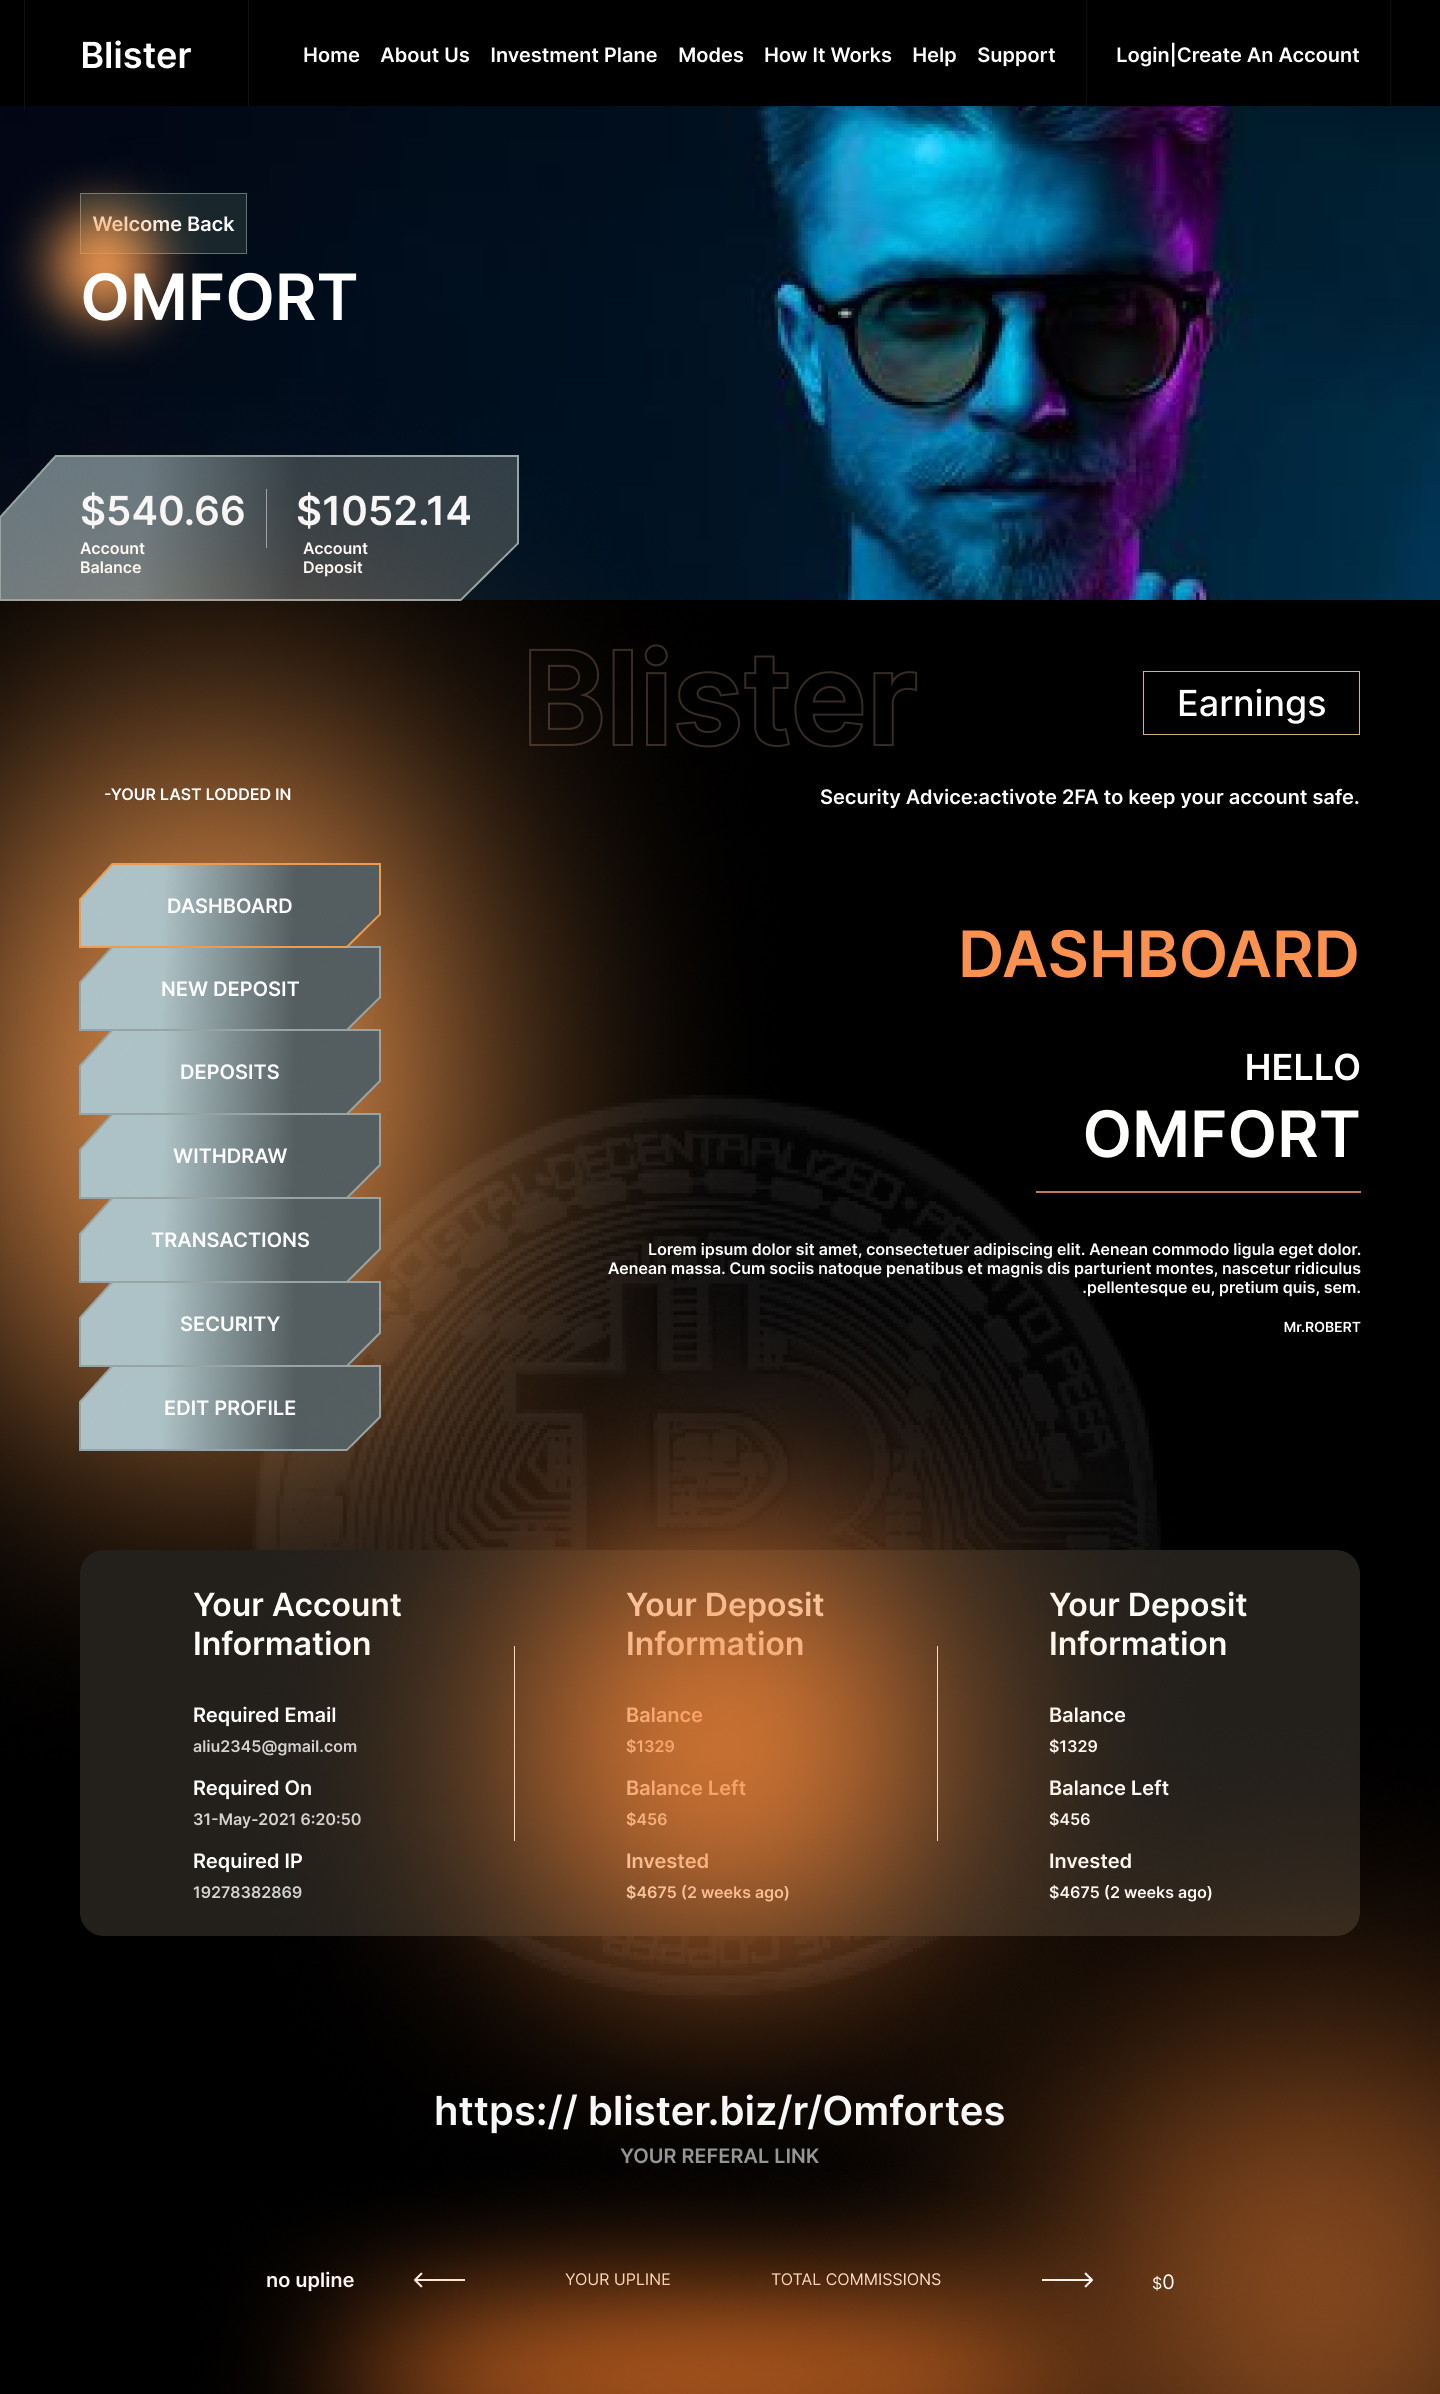 Blister
Home About Us Investment Plane Modes How It Works Help Support
Login|Create An Account
Welcome Back
OMFORT
$540.66
Account
Balance
$1052.14
Account
Deposit
Blister
Earnings
-YOUR LAST LODDED IN
Security Advice:activote 2FA to keep your account safe.
DASHBOARD
NEW DEPOSIT
DEPOSITS
WITHDRAW
TRANSACTIONS
SECURITY
EDIT PROFILE
DASHBOARD
HELLO
OMFORT
Lorem ipsum dolor sit amet, consectetuer adipiscing elit. Aenean commodo ligula eget dolor.
Aenean massa. Cum sociis natoque penatibus et magnis dis parturient montes, nascetur ridiculus
.pellentesque eu, pretium quis, sem.
Mr.ROBERT
DIGITAL • DECENTRALIZED • PEER TO PEER
Your Account
Information
Required Email
aliu2345@gmail.com
Required On
31-May-2021 6:20:50
Required IP
19278382869
Your Deposit
Information
Balance
$1329
Balance Left
$456
Invested
$4675 (2 weeks ago)
Your Deposit
Information
Balance
$1329
Balance Left
$456
Invested
$4675 (2 weeks ago)
https:// blister.biz/r/Omfortes
YOUR REFERAL LINK
no upline
YOUR UPLINE
TOTAL COMMISSIONS
$0